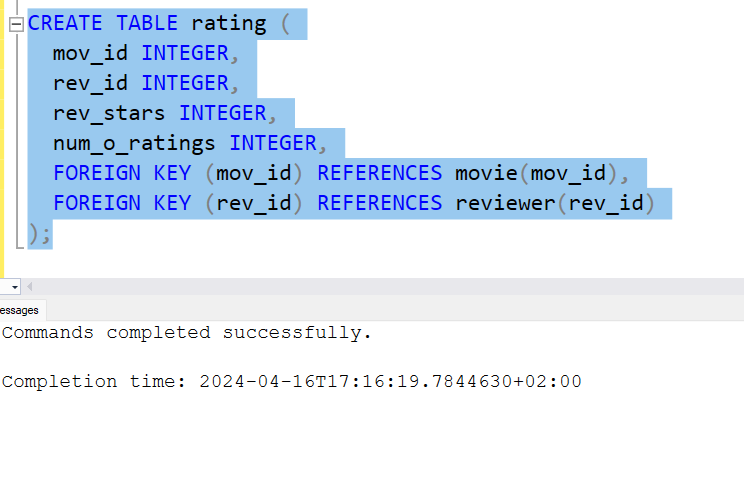 CREATE TABLE rating (
mov_id INTEGER,
rev_id INTEGER,
rev_stars INTEGER,
num_o_ratings INTEGER,
FOREIGN KEY (mov_id) REFERENCES movie(mov_id),
FOREIGN KEY (rev_id) REFERENCES reviewer(rev_id)
);
essages
Commands completed successfully.
Completion time: 2024-04-16T17:16:19.7844630+02:00